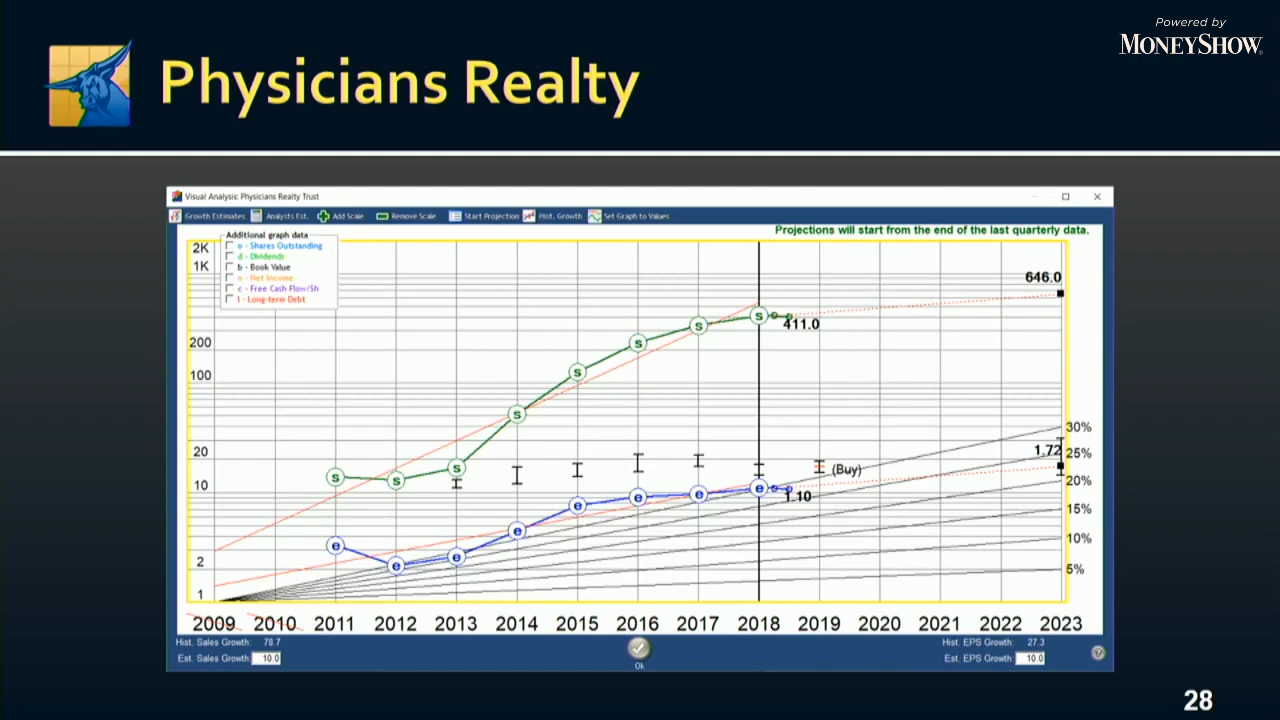 Powered by
MONEYSHOW
Physicians Realty
Visual Analysis: Physicians Realty Trust
Growth Estimates Analysts Est. Add Scale Remove Scale Start Projection Hist. Growth Set Graph to Values
Projections will start from the end of the last quarterly data.
Additional graph data
o - Shares Outstanding
d - Dividends
b - Book Value
n - Net Income
c - Free Cash Flow/Sh
l - Long-term Debt
2K
1K
200
100
20
10
2
1
646.0
411.0
s s s s s s s s
1.72
(Buy)
1.10
e e e e e e e e
30%
25%
20%
15%
10%
5%
2009 2010 2011 2012 2013 2014 2015 2016 2017 2018 2019 2020 2021 2022 2023
Hist. Sales Growth: 78.7
Est. Sales Growth: 10.0
Ok
Hist. EPS Growth: 27.3
Est. EPS Growth: 10.0
?
28